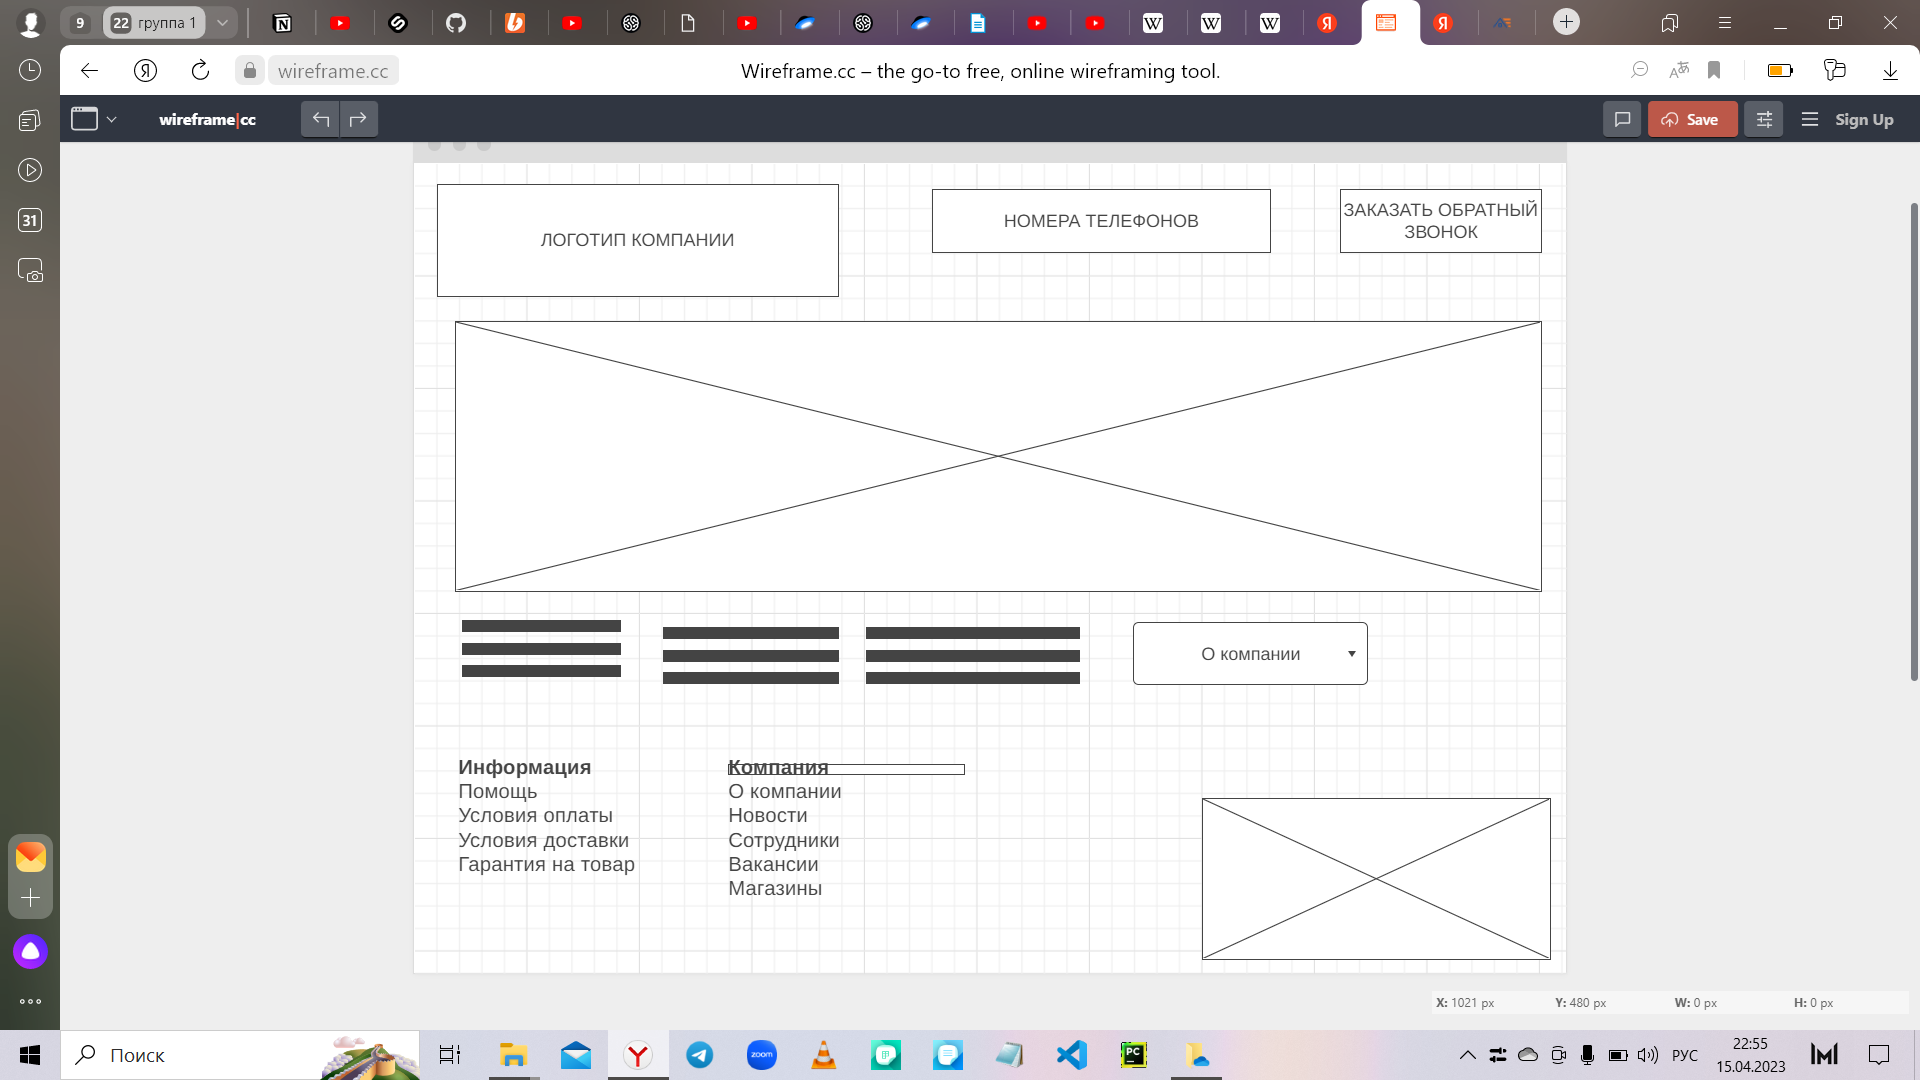 9
22 группа 1
wireframe.cc
Wireframe.cc – the go-to free, online wireframing tool.
wireframe|cc
Save
Sign Up
31
ЛОГОТИП КОМПАНИИ
НОМЕРА ТЕЛЕФОНОВ
ЗАКАЗАТЬ ОБРАТНЫЙ
ЗВОНОК
О компании
Информация
Помощь
Условия оплаты
Условия доставки
Гарантия на товар
Компания
О компании
Новости
Сотрудники
Вакансии
Магазины
X: 1021 px Y: 480 px W: 0 px H: 0 px
Поиск
zoom
PC
РУС
22:55
15.04.2023